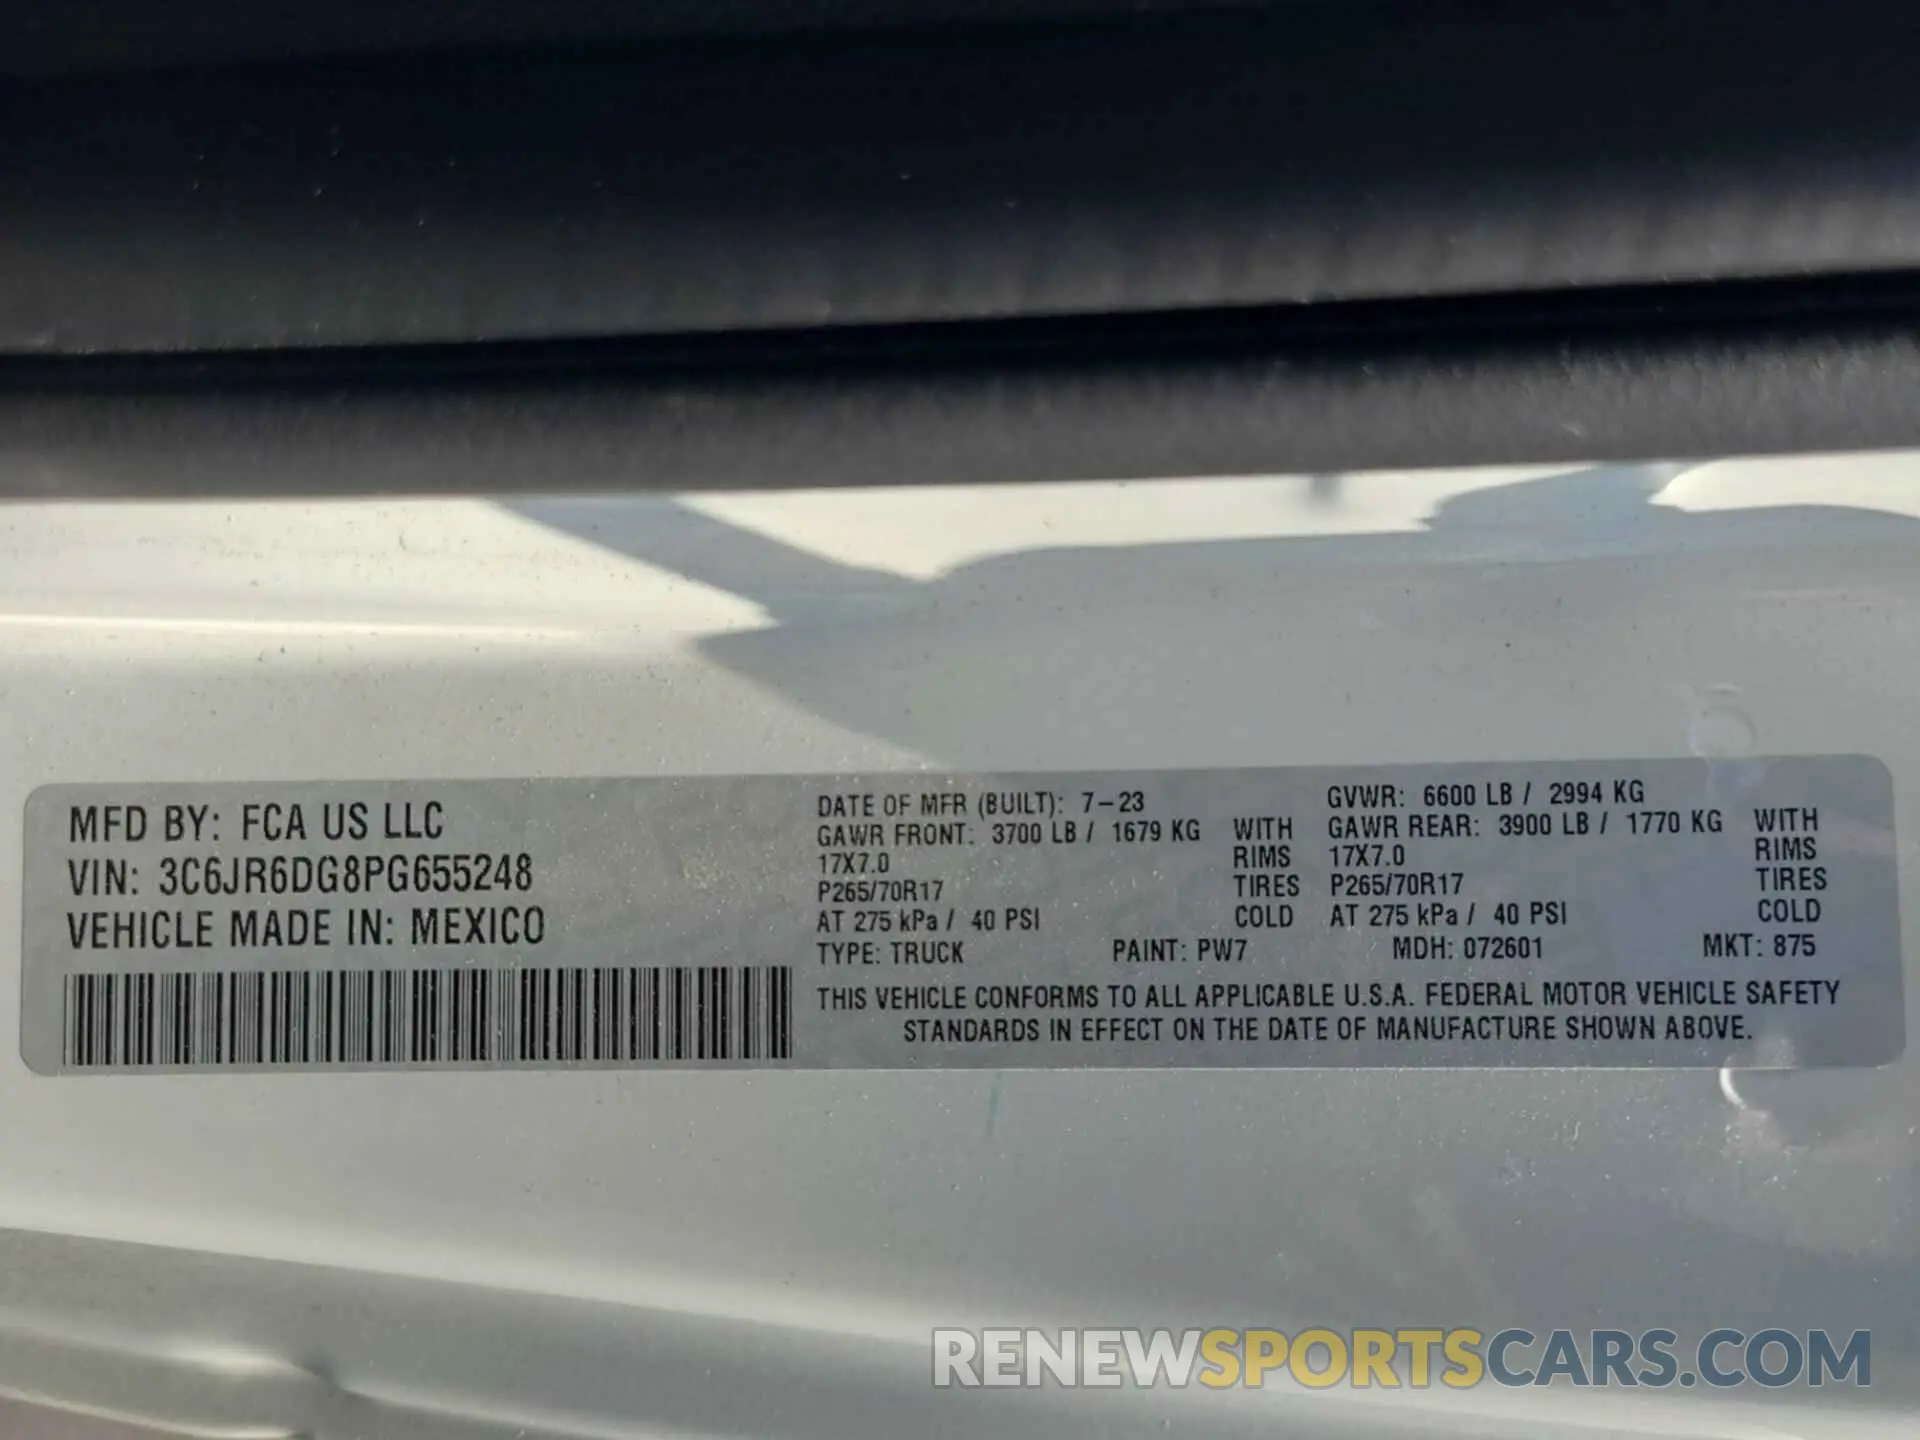 MFD BY: FCA US LLC
VIN: 3C6JR6DG8PG655248
VEHICLE MADE IN: MEXICO
DATE OF MFR (BUILT): 7-23 GVWR: 6600 LB / 2994 KG
GAWR FRONT: 3700 LB / 1679 KG WITH GAWR REAR: 3900 LB / 1770 KG WITH
17X7.0 RIMS 17X7.0 RIMS
P265/70R17 TIRES P265/70R17 TIRES
AT 275 kPa / 40 PSI COLD AT 275 kPa / 40 PSI COLD
TYPE: TRUCK PAINT: PW7 MDH: 072601 MKT: 875
THIS VEHICLE CONFORMS TO ALL APPLICABLE U.S.A. FEDERAL MOTOR VEHICLE SAFETY
STANDARDS IN EFFECT ON THE DATE OF MANUFACTURE SHOWN ABOVE.
RENEWSPORTSCARS.COM